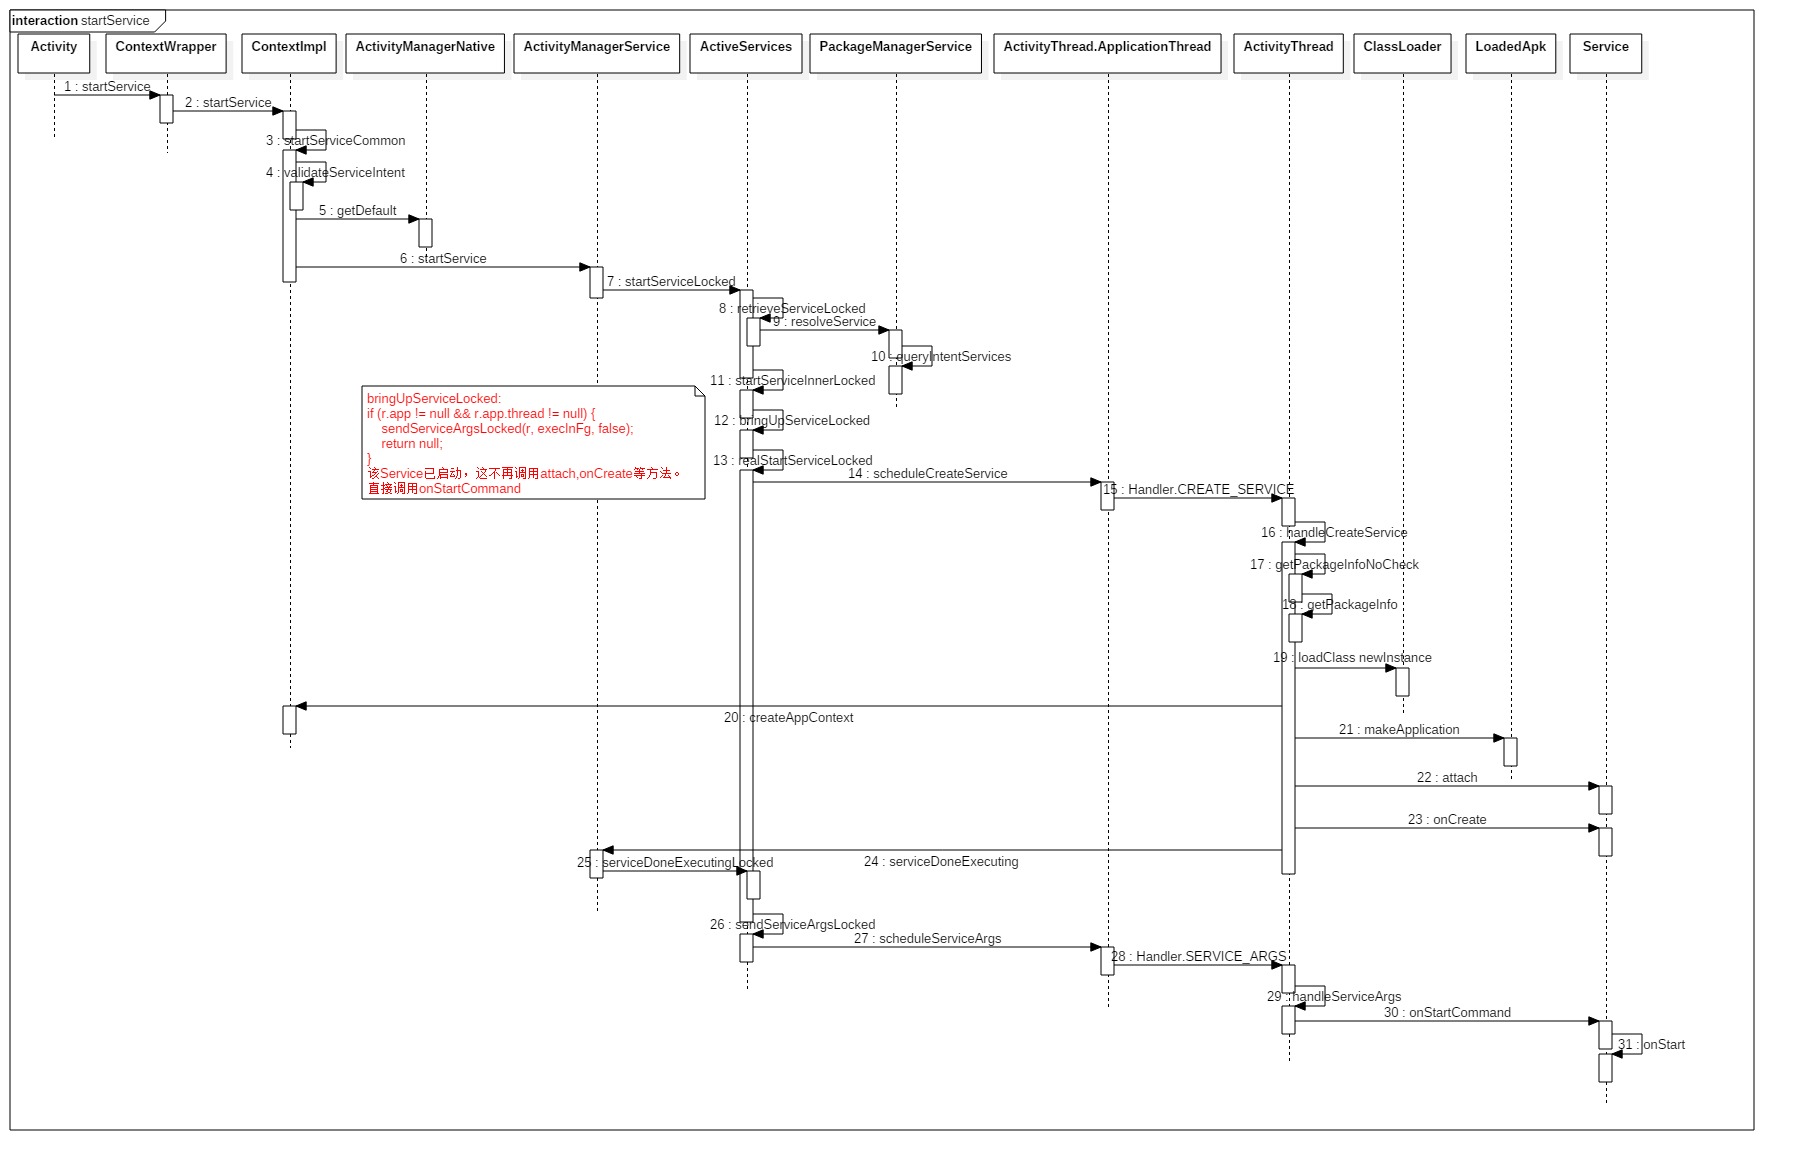 interaction startService
Activity
ContextWrapper
ContextImpl
ActivityManagerNative
ActivityManagerService
ActiveServices
PackageManagerService
ActivityThread.ApplicationThread
ActivityThread
ClassLoader
LoadedApk
Service
1 : startService
2 : startService
3 : startServiceCommon
4 : validateServiceIntent
5 : getDefault
6 : startService
7 : startServiceLocked
8 : retrieveServiceLocked
9 : resolveService
10 : queryIntentServices
11 : startServiceInnerLocked
bringUpServiceLocked:
if (r.app != null && r.app.thread != null) {
sendServiceArgsLocked(r, execInFg, false);
return null;
}
该Service已启动，这不再调用attach,onCreate等方法。
直接调用onStartCommand
12 : bringUpServiceLocked
13 : realStartServiceLocked
14 : scheduleCreateService
15 : Handler.CREATE_SERVICE
16 : handleCreateService
17 : getPackageInfoNoCheck
18 : getPackageInfo
19 : loadClass newInstance
20 : createAppContext
21 : makeApplication
22 : attach
23 : onCreate
24 : serviceDoneExecuting
25 : serviceDoneExecutingLocked
26 : sendServiceArgsLocked
27 : scheduleServiceArgs
28 : Handler.SERVICE_ARGS
29 : handleServiceArgs
30 : onStartCommand
31 : onStart